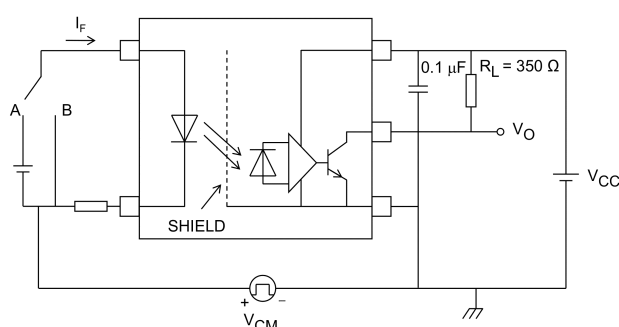 I_F
A
B
0.1 µF
R_L = 350 Ω
V_O
V_CC
SHIELD
+
−
V_CM